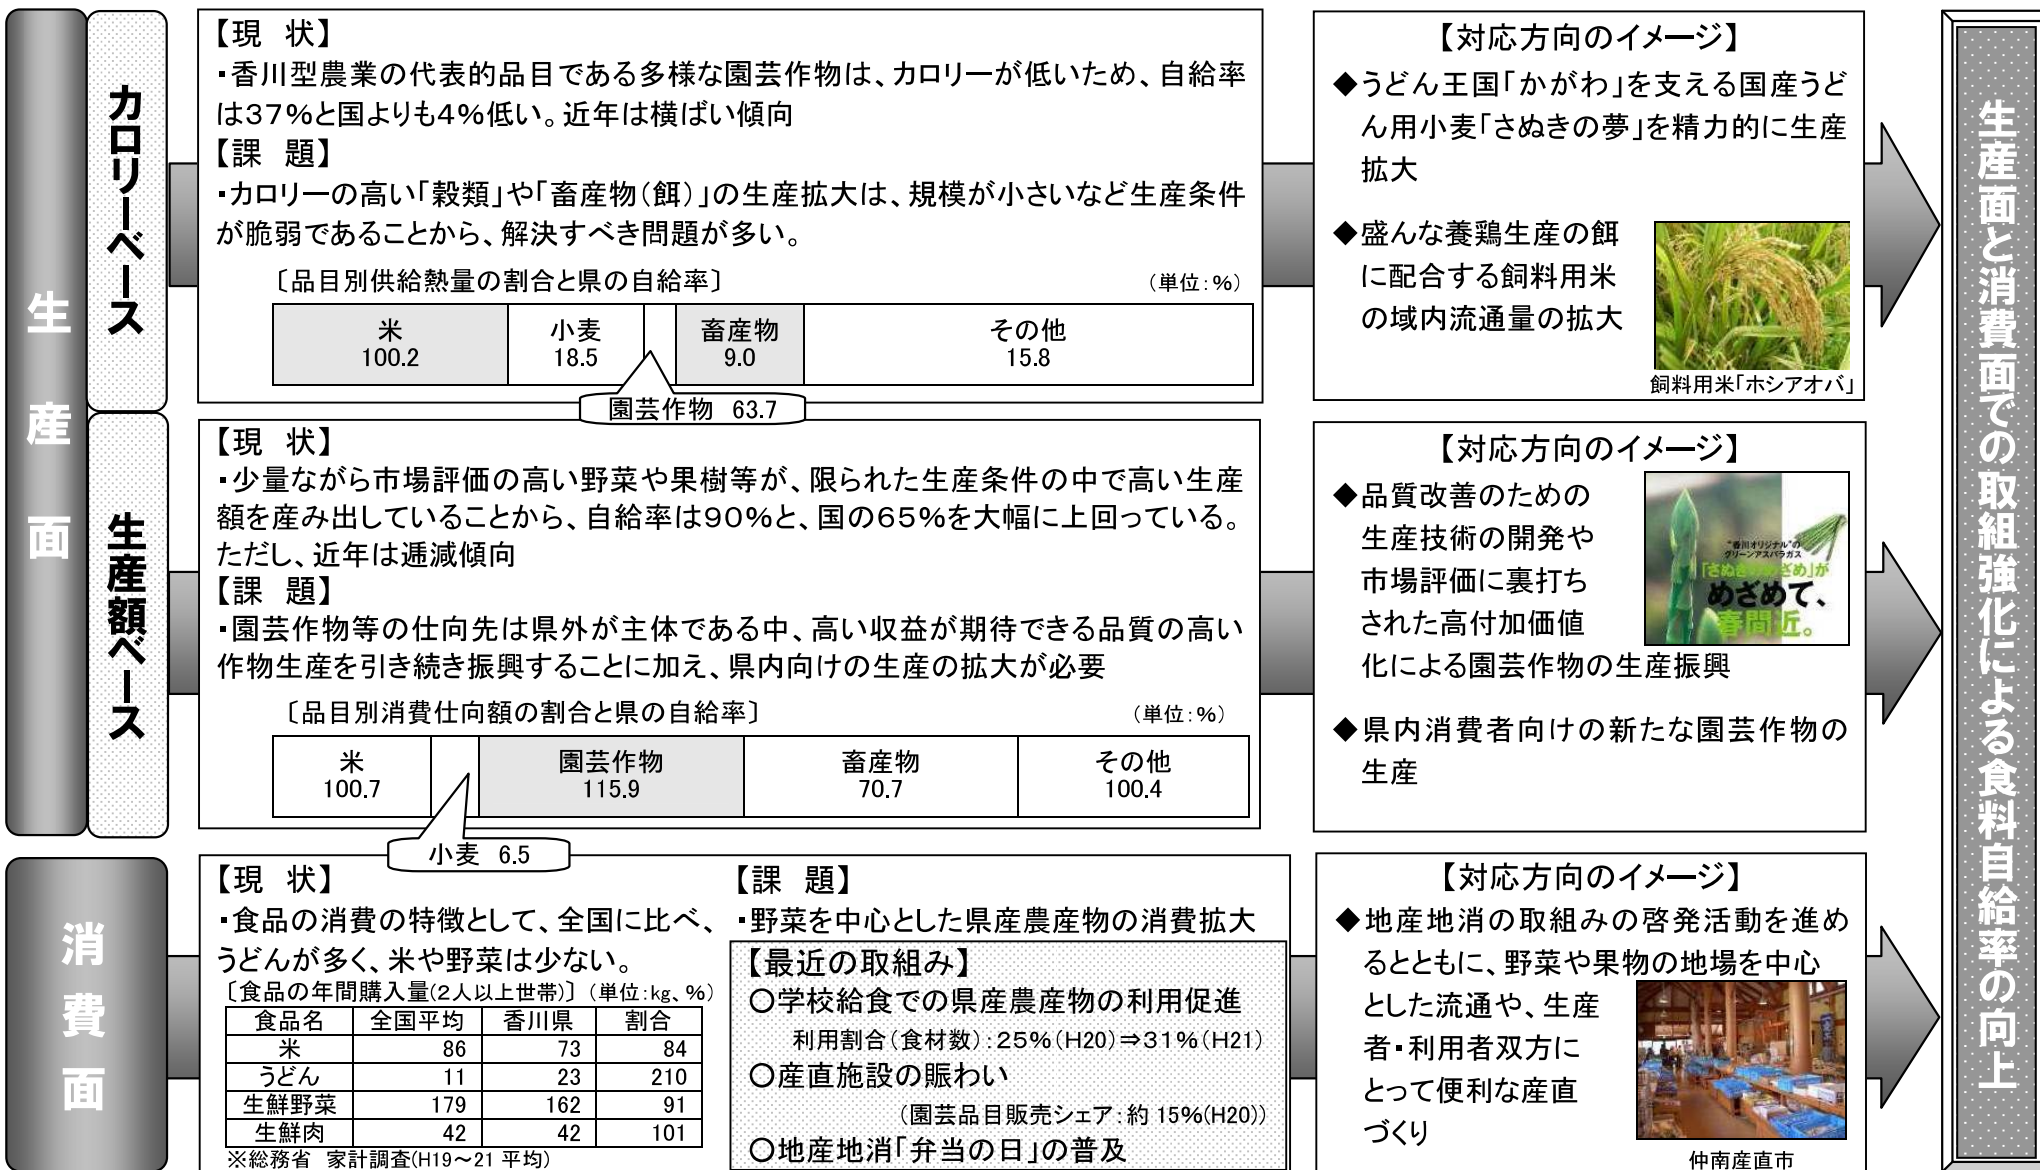 生産面
カロリーベース
【現 状】
・香川型農業の代表的品目である多様な園芸作物は、カロリーが低いため、自給率
は37%と国よりも4%低い。近年は横ばい傾向
【課 題】
・カロリーの高い「穀類」や「畜産物(餌)」の生産拡大は、規模が小さいなど生産条件
が脆弱であることから、解決すべき問題が多い。
〔品目別供給熱量の割合と県の自給率〕 (単位:%)
米 小麦 畜産物 その他
100.2 18.5 9.0 15.8
園芸作物 63.7
【対応方向のイメージ】
◆うどん王国「かがわ」を支える国産うど
ん用小麦「さぬきの夢」を精力的に生産
拡大
◆盛んな養鶏生産の餌
に配合する飼料用米
の域内流通量の拡大
飼料用米「ホシアオバ」
生産額ベース
【現 状】
・少量ながら市場評価の高い野菜や果樹等が、限られた生産条件の中で高い生産
額を産み出していることから、自給率は90%と、国の65%を大幅に上回っている。
ただし、近年は逓減傾向
【課 題】
・園芸作物等の仕向先は県外が主体である中、高い収益が期待できる品質の高い
作物生産を引き続き振興することに加え、県内向けの生産の拡大が必要
〔品目別消費仕向額の割合と県の自給率〕 (単位:%)
米 園芸作物 畜産物 その他
100.7 115.9 70.7 100.4
小麦 6.5
【対応方向のイメージ】
◆品質改善のための
生産技術の開発や
市場評価に裏打ち
された高付加価値
化による園芸作物の生産振興
"香川オリジナル"の
グリーンアスパラガス
「さぬきのめざめ」が
めざめて、
春間近。
◆県内消費者向けの新たな園芸作物の
生産
消費面
【現 状】
・食品の消費の特徴として、全国に比べ、
うどんが多く、米や野菜は少ない。
〔食品の年間購入量(2人以上世帯)〕 (単位:kg、%)
食品名 全国平均 香川県 割合
米 86 73 84
うどん 11 23 210
生鮮野菜 179 162 91
生鮮肉 42 42 101
※総務省 家計調査(H19~21 平均)
【課 題】
・野菜を中心とした県産農産物の消費拡大
【最近の取組み】
○学校給食での県産農産物の利用促進
利用割合(食材数):25%(H20)⇒31%(H21)
○産直施設の賑わい
(園芸品目販売シェア:約 15%(H20))
○地産地消「弁当の日」の普及
【対応方向のイメージ】
◆地産地消の取組みの啓発活動を進め
るとともに、野菜や果物の地場を中心
とした流通や、生産
者・利用者双方に
とって便利な産直
づくり
仲南産直市
生産面と消費面での取組強化による食料自給率の向上